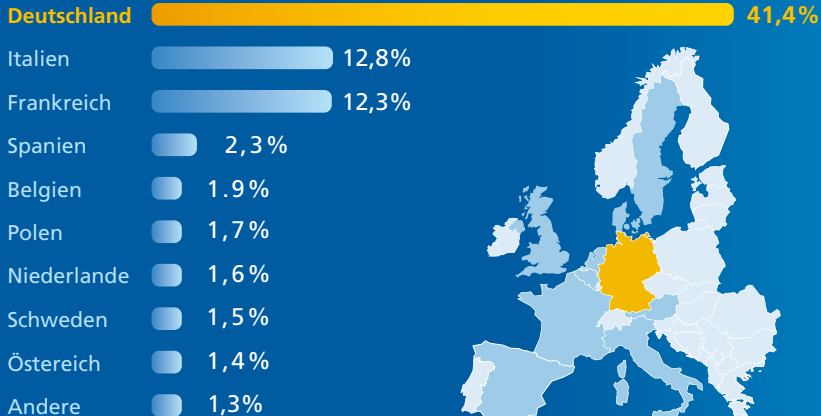 Deutschland 41,4%
Italien 12,8%
Frankreich 12,3%
Spanien 2,3%
Belgien 1.9%
Polen 1,7%
Niederlande 1,6%
Schweden 1,5%
Östereich 1,4%
Andere 1,3%